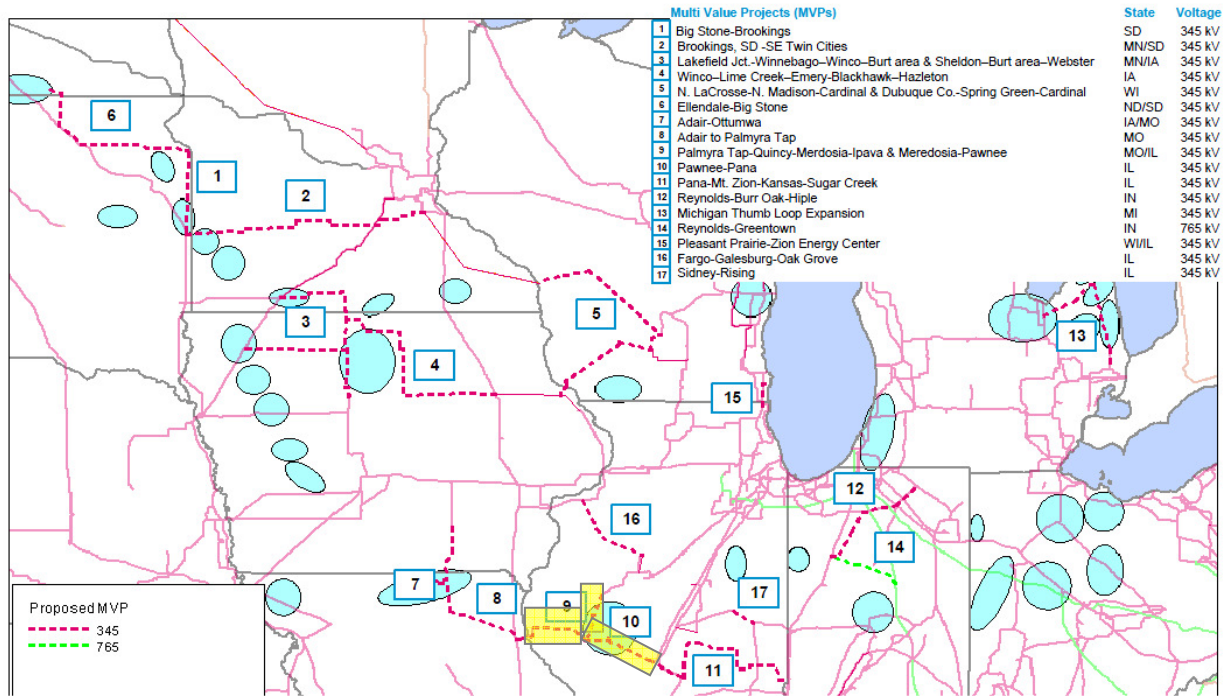 Multi Value Projects (MVPs) State Voltage
1 Big Stone-Brookings SD 345 kV
2 Brookings, SD -SE Twin Cities MN/SD 345 kV
3 Lakefield Jct.-Winnebago–Winco–Burt area & Sheldon–Burt area–Webster MN/IA 345 kV
4 Winco–Lime Creek–Emery-Blackhawk–Hazleton IA 345 kV
5 N. LaCrosse-N. Madison-Cardinal & Dubuque Co.-Spring Green-Cardinal WI 345 kV
6 Ellendale-Big Stone ND/SD 345 kV
7 Adair-Ottumwa IA/MO 345 kV
8 Adair to Palmyra Tap MO 345 kV
9 Palmyra Tap-Quincy-Merdosia-Ipava & Meredosia-Pawnee MO/IL 345 kV
10 Pawnee-Pana IL 345 kV
11 Pana-Mt. Zion-Kansas-Sugar Creek IL 345 kV
12 Reynolds-Burr Oak-Hiple IN 345 kV
13 Michigan Thumb Loop Expansion MI 345 kV
14 Reynolds-Greentown IN 765 kV
15 Pleasant Prairie-Zion Energy Center WI/IL 345 kV
16 Fargo-Galesburg-Oak Grove IL 345 kV
17 Sidney-Rising IL 345 kV
6
1
2
3
5
13
4
15
12
16
14
7
8
9
17
10
11
Proposed MVP
345
765